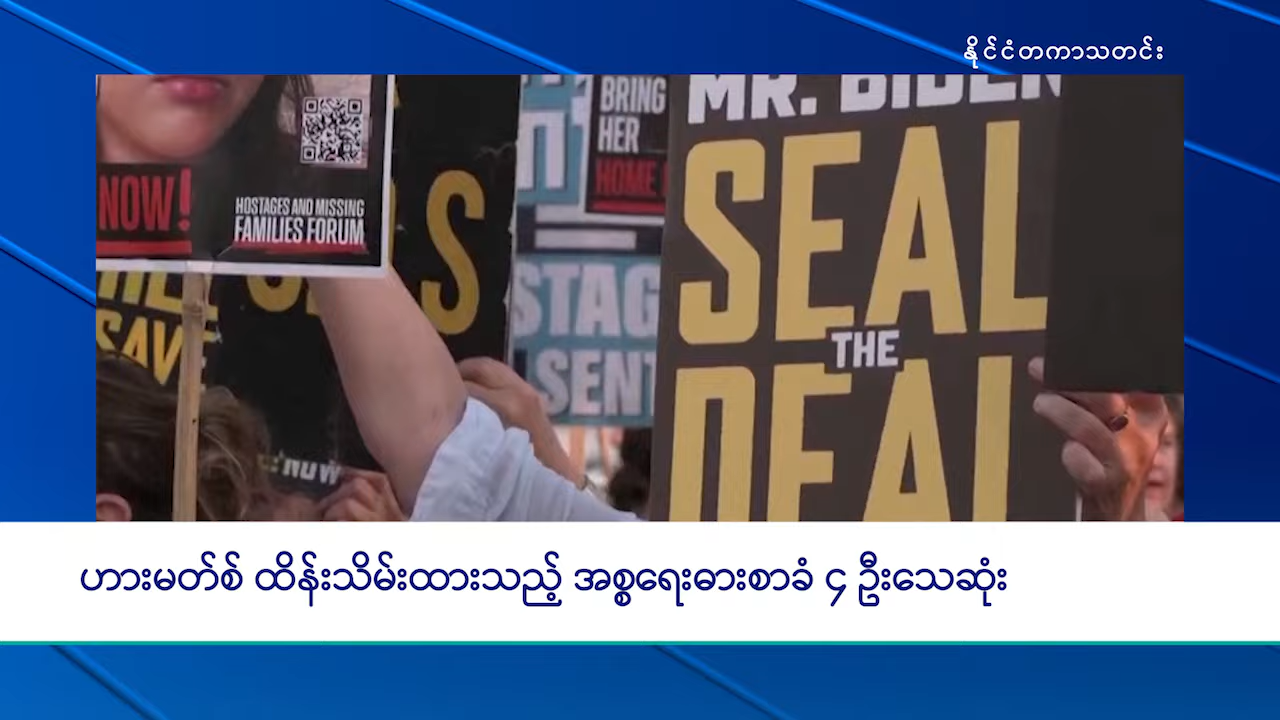 နိုင်ငံတကာသတင်း
MR. BIDEN
SEAL
THE
DEAL
BRING
HER
HOME
NOW!
HOSTAGES AND MISSING
FAMILIES FORUM
SAVE
NOW
ဟားမတ်စ် ထိန်းသိမ်းထားသည့် အစ္စရေးဓားစာခံ ၄ ဦးသေဆုံး